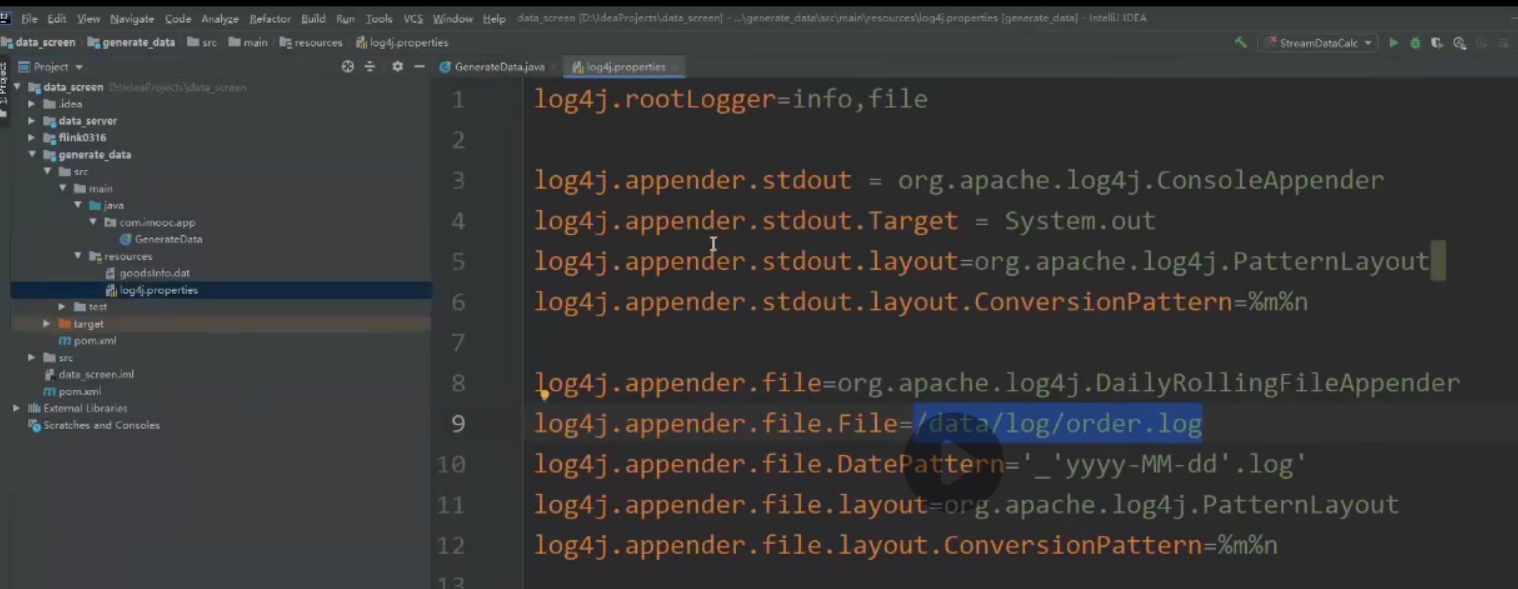 File Edit View Navigate Code Analyze Refactor Build Run Tools VCS Window Help data_screen [D:\IdeaProjects\data_screen] - ...\generate_data\src\main\resources\log4j.properties [generate_data] - IntelliJ IDEA
data_screen generate_data src main resources log4j.properties StreamDataCalc
1: Project
Project GenerateData.java log4j.properties
data_screen D:\IdeaProjects\data_screen
.idea
data_server
flink0316
generate_data
src
main
java
com.imooc.app
GenerateData
resources
goodsInfo.dat
log4j.properties
test
target
pom.xml
src
data_screen.iml
pom.xml
External Libraries
Scratches and Consoles
1 log4j.rootLogger=info,file
2
3 log4j.appender.stdout = org.apache.log4j.ConsoleAppender
4 log4j.appender.stdout.Target = System.out
5 log4j.appender.stdout.layout=org.apache.log4j.PatternLayout
6 log4j.appender.stdout.layout.ConversionPattern=%m%n
7
8 log4j.appender.file=org.apache.log4j.DailyRollingFileAppender
9 log4j.appender.file.File=/data/log/order.log
10 log4j.appender.file.DatePattern='_'yyyy-MM-dd'.log'
11 log4j.appender.file.layout=org.apache.log4j.PatternLayout
12 log4j.appender.file.layout.ConversionPattern=%m%n
13